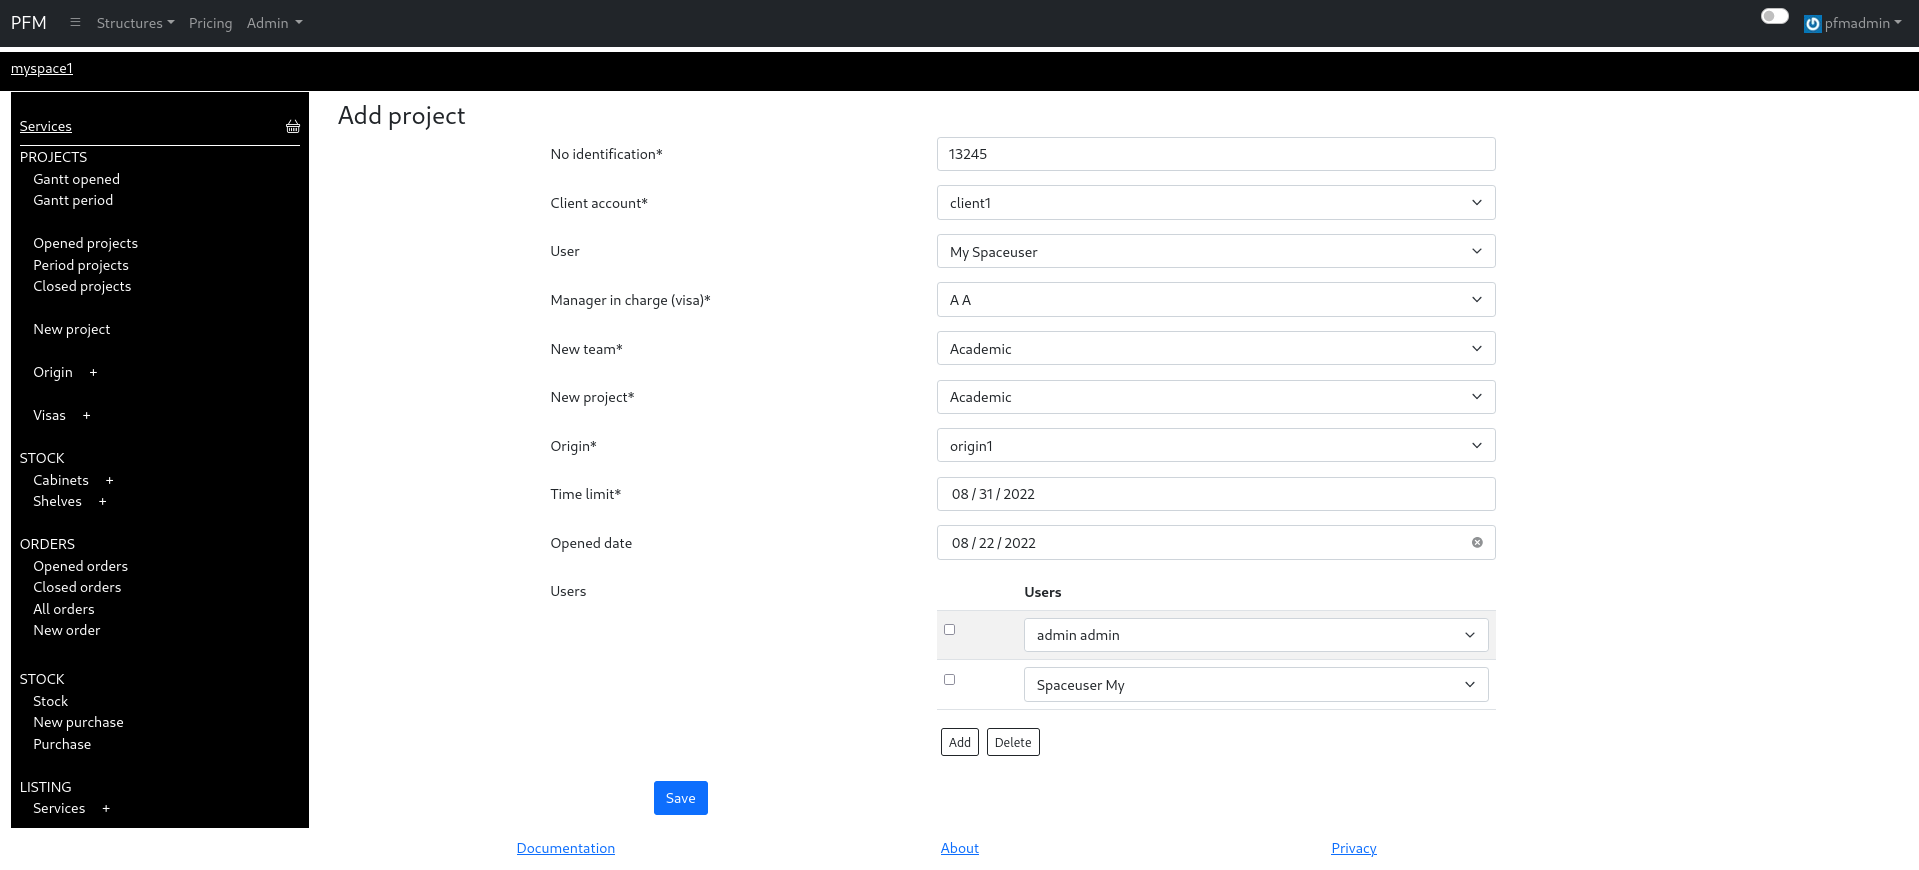 PFM ☰ Structures Pricing Admin pfmadmin
myspace1
Services
PROJECTS
Gantt opened
Gantt period
Opened projects
Period projects
Closed projects
New project
Origin +
Visas +
STOCK
Cabinets +
Shelves +
ORDERS
Opened orders
Closed orders
All orders
New order
STOCK
Stock
New purchase
Purchase
LISTING
Services +
Add project
No identification* 13245
Client account* client1
User My Spaceuser
Manager in charge (visa)* A A
New team* Academic
New project* Academic
Origin* origin1
Time limit* 08 / 31 / 2022
Opened date 08 / 22 / 2022
Users Users
admin admin
Spaceuser My
Add Delete
Save
Documentation About Privacy